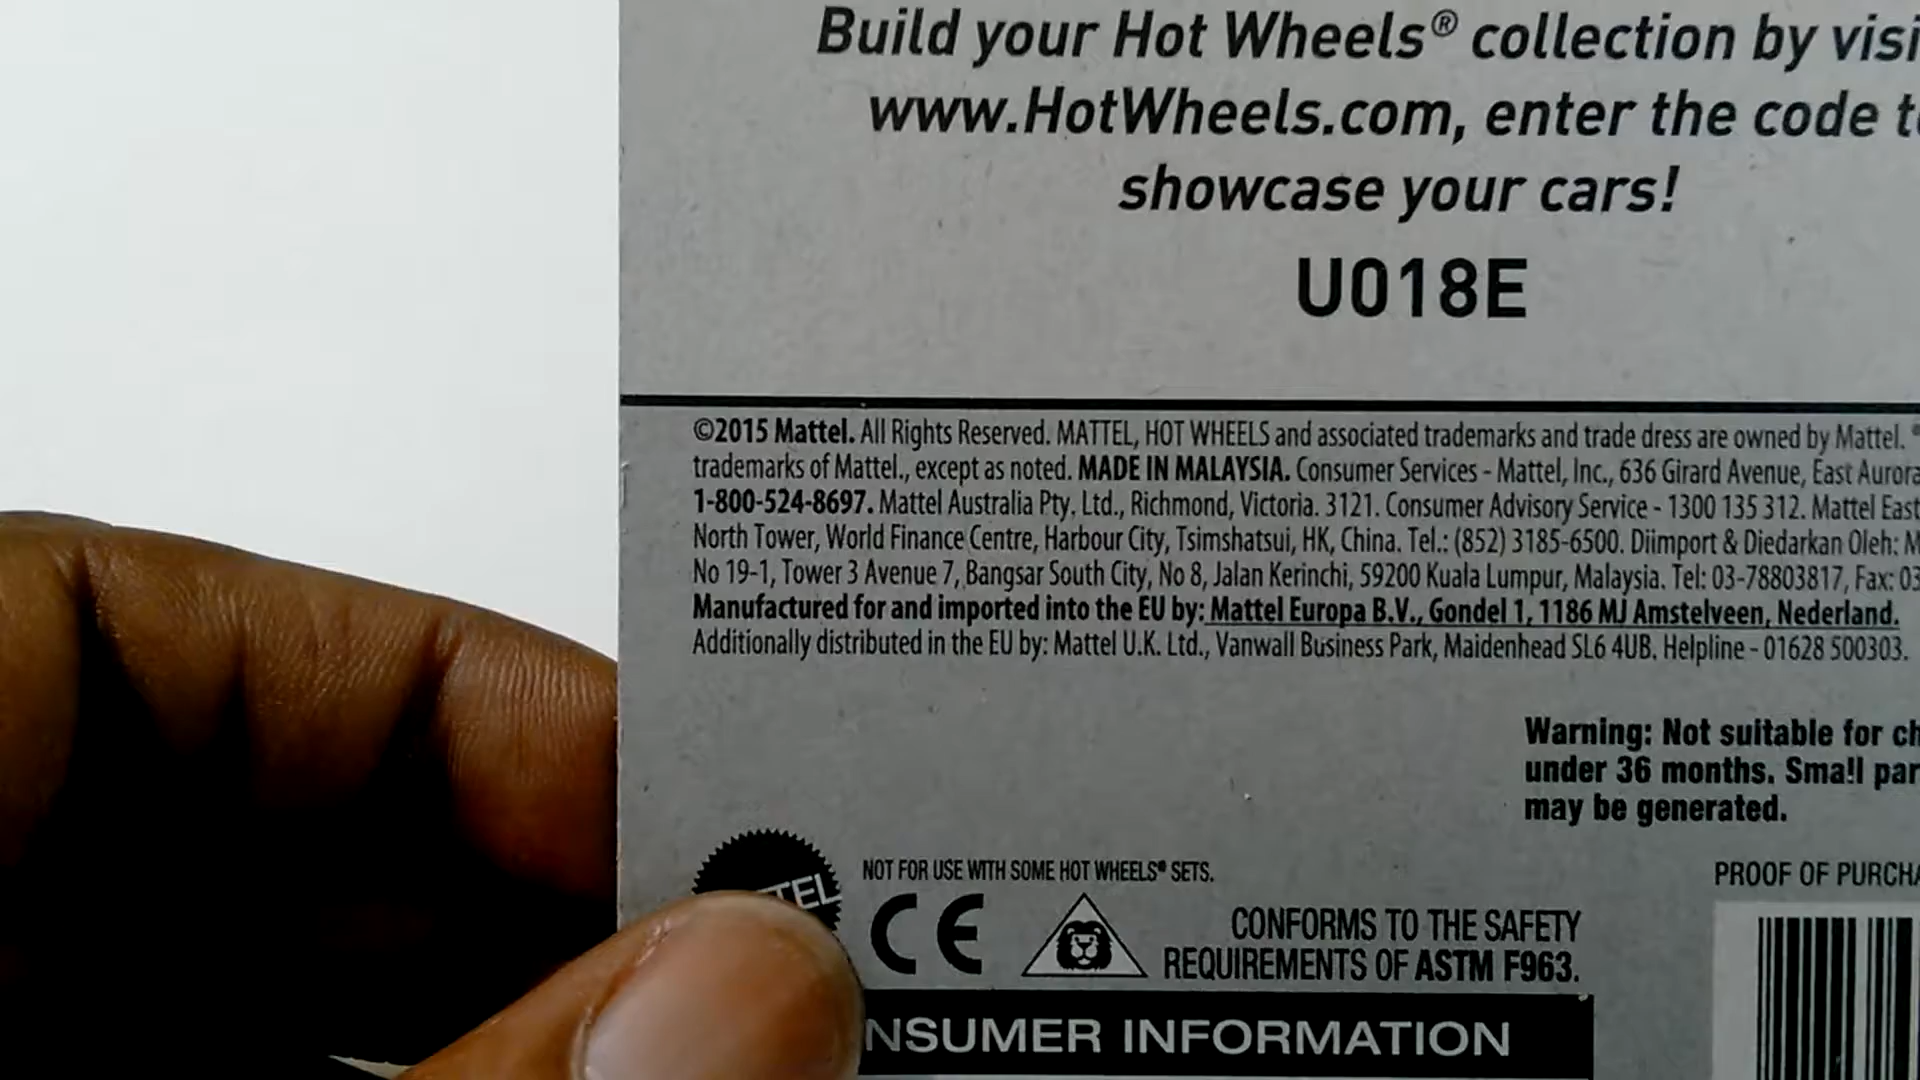 Build your Hot Wheels® collection by visi
www.HotWheels.com, enter the code t
showcase your cars!
U018E
©2015 Mattel. All Rights Reserved. MATTEL, HOT WHEELS and associated trademarks and trade dress are owned by Mattel. ®
trademarks of Mattel., except as noted. MADE IN MALAYSIA. Consumer Services - Mattel, Inc., 636 Girard Avenue, East Aurora
1-800-524-8697. Mattel Australia Pty. Ltd., Richmond, Victoria. 3121. Consumer Advisory Service - 1300 135 312. Mattel East
North Tower, World Finance Centre, Harbour City, Tsimshatsui, HK, China. Tel.: (852) 3185-6500. Diimport & Diedarkan Oleh: M
No 19-1, Tower 3 Avenue 7, Bangsar South City, No 8, Jalan Kerinchi, 59200 Kuala Lumpur, Malaysia. Tel: 03-78803817, Fax: 03
Manufactured for and imported into the EU by: Mattel Europa B.V., Gondel 1, 1186 MJ Amstelveen, Nederland.
Additionally distributed in the EU by: Mattel U.K. Ltd., Vanwall Business Park, Maidenhead SL6 4UB. Helpline - 01628 500303.
Warning: Not suitable for ch
under 36 months. Small par
may be generated.
NOT FOR USE WITH SOME HOT WHEELS® SETS.
PROOF OF PURCHA
TEL
CE
CONFORMS TO THE SAFETY
REQUIREMENTS OF ASTM F963.
NSUMER INFORMATION